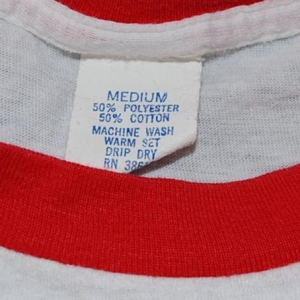 MEDIUM
50% POLYESTER
50% COTTON
MACHINE WASH
WARM SET
DRIP DRY
RN